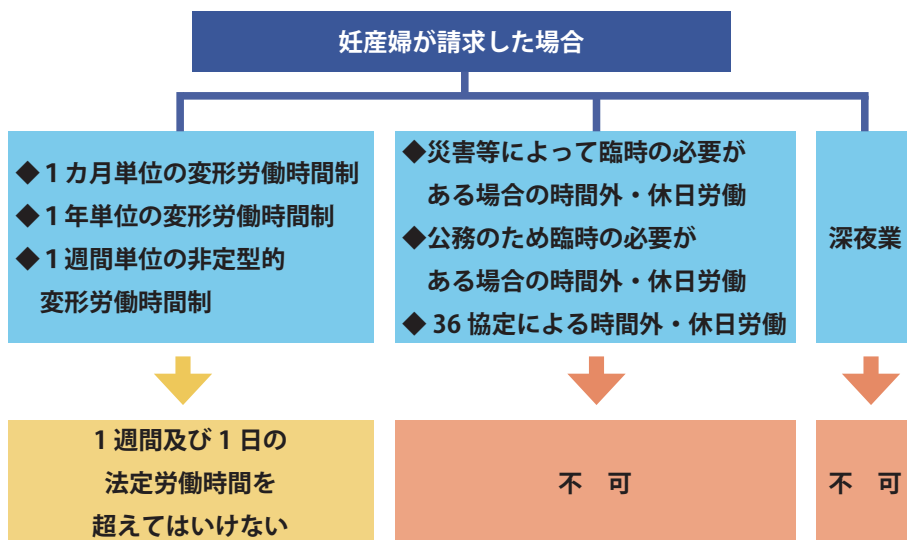 妊産婦が請求した場合
◆1カ月単位の変形労働時間制
◆1年単位の変形労働時間制
◆1週間単位の非定型的
変形労働時間制
◆災害等によって臨時の必要が
ある場合の時間外・休日労働
◆公務のため臨時の必要が
ある場合の時間外・休日労働
◆36協定による時間外・休日労働
深夜業
1週間及び1日の
法定労働時間を
超えてはいけない
不　可
不　可